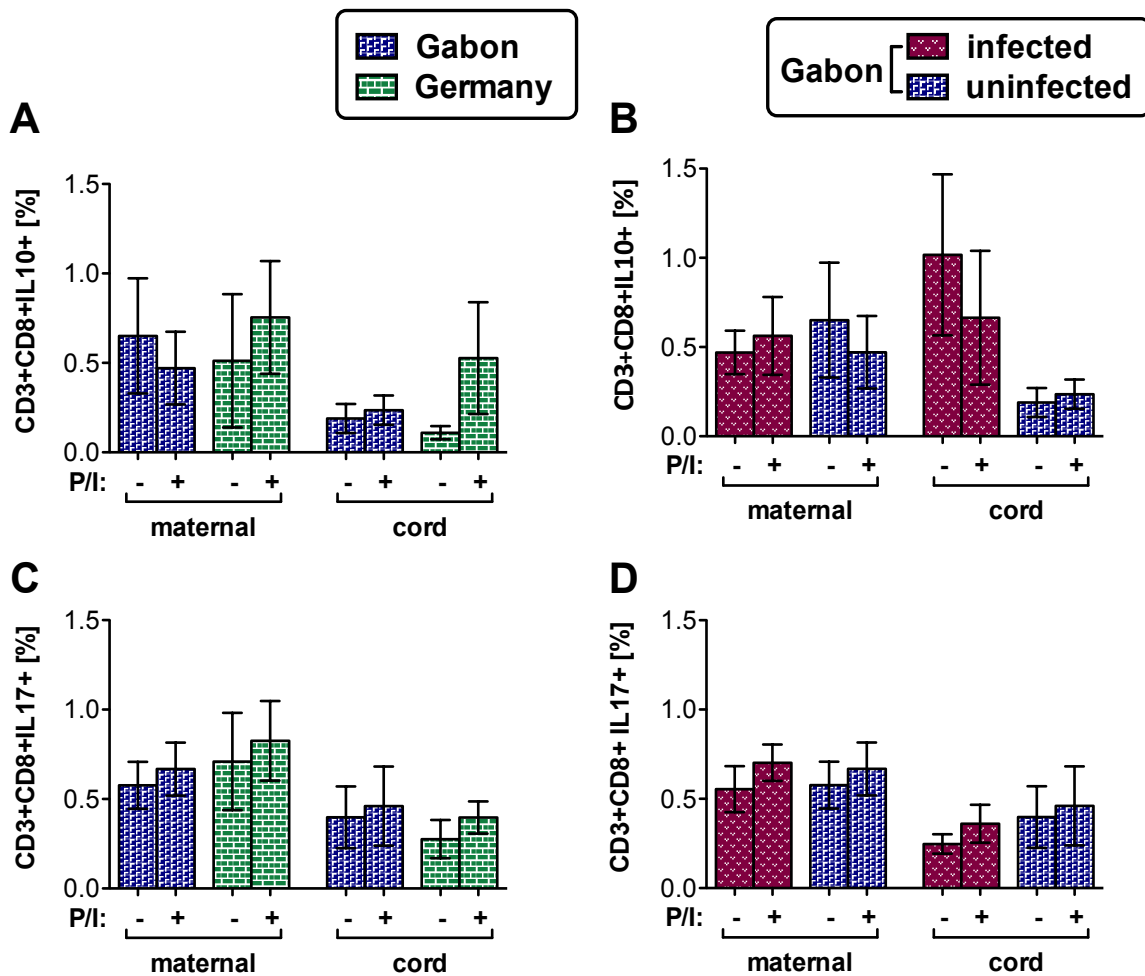 Gabon
Germany
Gabon
infected
uninfected
A
CD3+CD8+IL10+ [%]
1.5
1.0
0.5
0.0
P/I: - + - + - + - +
maternal cord
B
CD3+CD8+IL10+ [%]
1.5
1.0
0.5
0.0
P/I: - + - + - + - +
maternal cord
C
CD3+CD8+IL17+ [%]
1.5
1.0
0.5
0.0
P/I: - + - + - + - +
maternal cord
D
CD3+CD8+ IL17+ [%]
1.5
1.0
0.5
0.0
P/I: - + - + - + - +
maternal cord